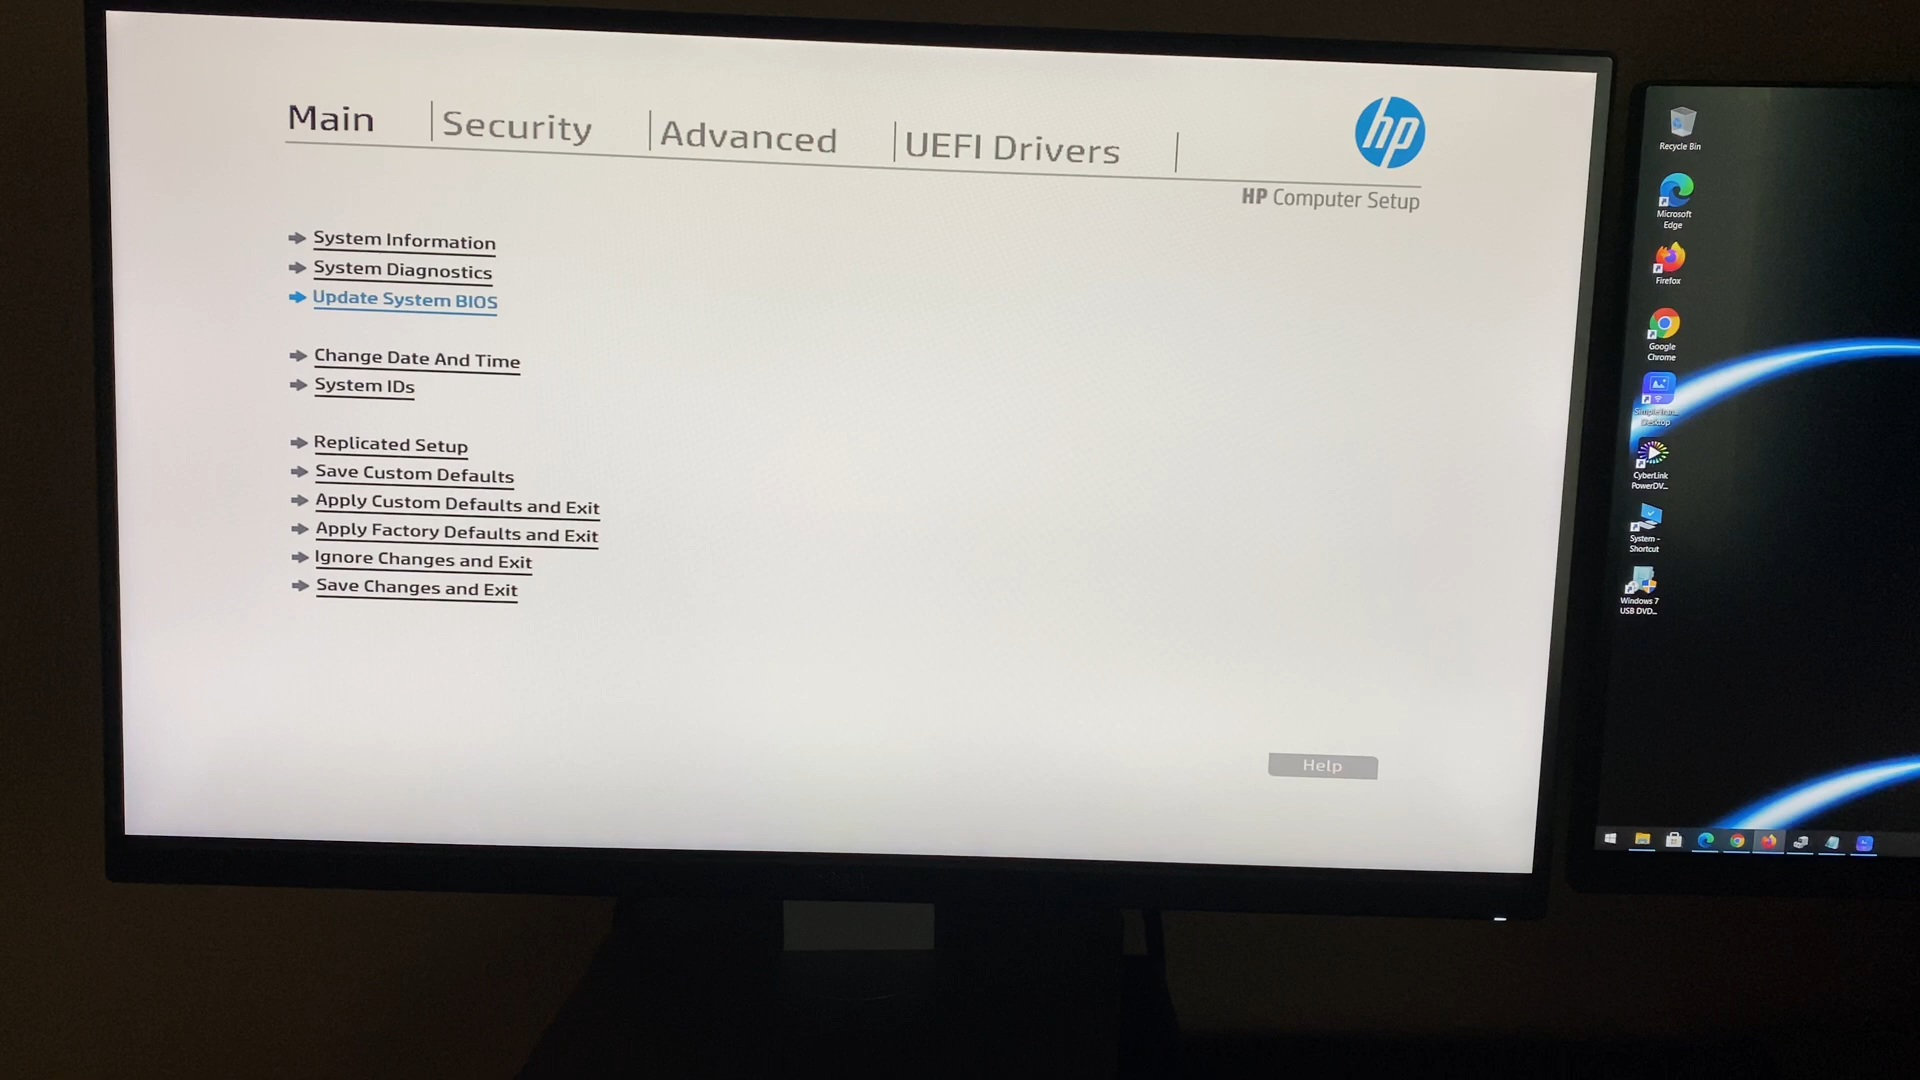 Main
Security
Advanced
UEFI Drivers
hp
HP Computer Setup
System Information
System Diagnostics
Update System BIOS
Change Date And Time
System IDs
Replicated Setup
Save Custom Defaults
Apply Custom Defaults and Exit
Apply Factory Defaults and Exit
Ignore Changes and Exit
Save Changes and Exit
Help
Recycle Bin
Microsoft
Edge
Firefox
Google
Chrome
Desktop
CyberLink
PowerDV...
System -
Shortcut
Windows 7
USB DVD...